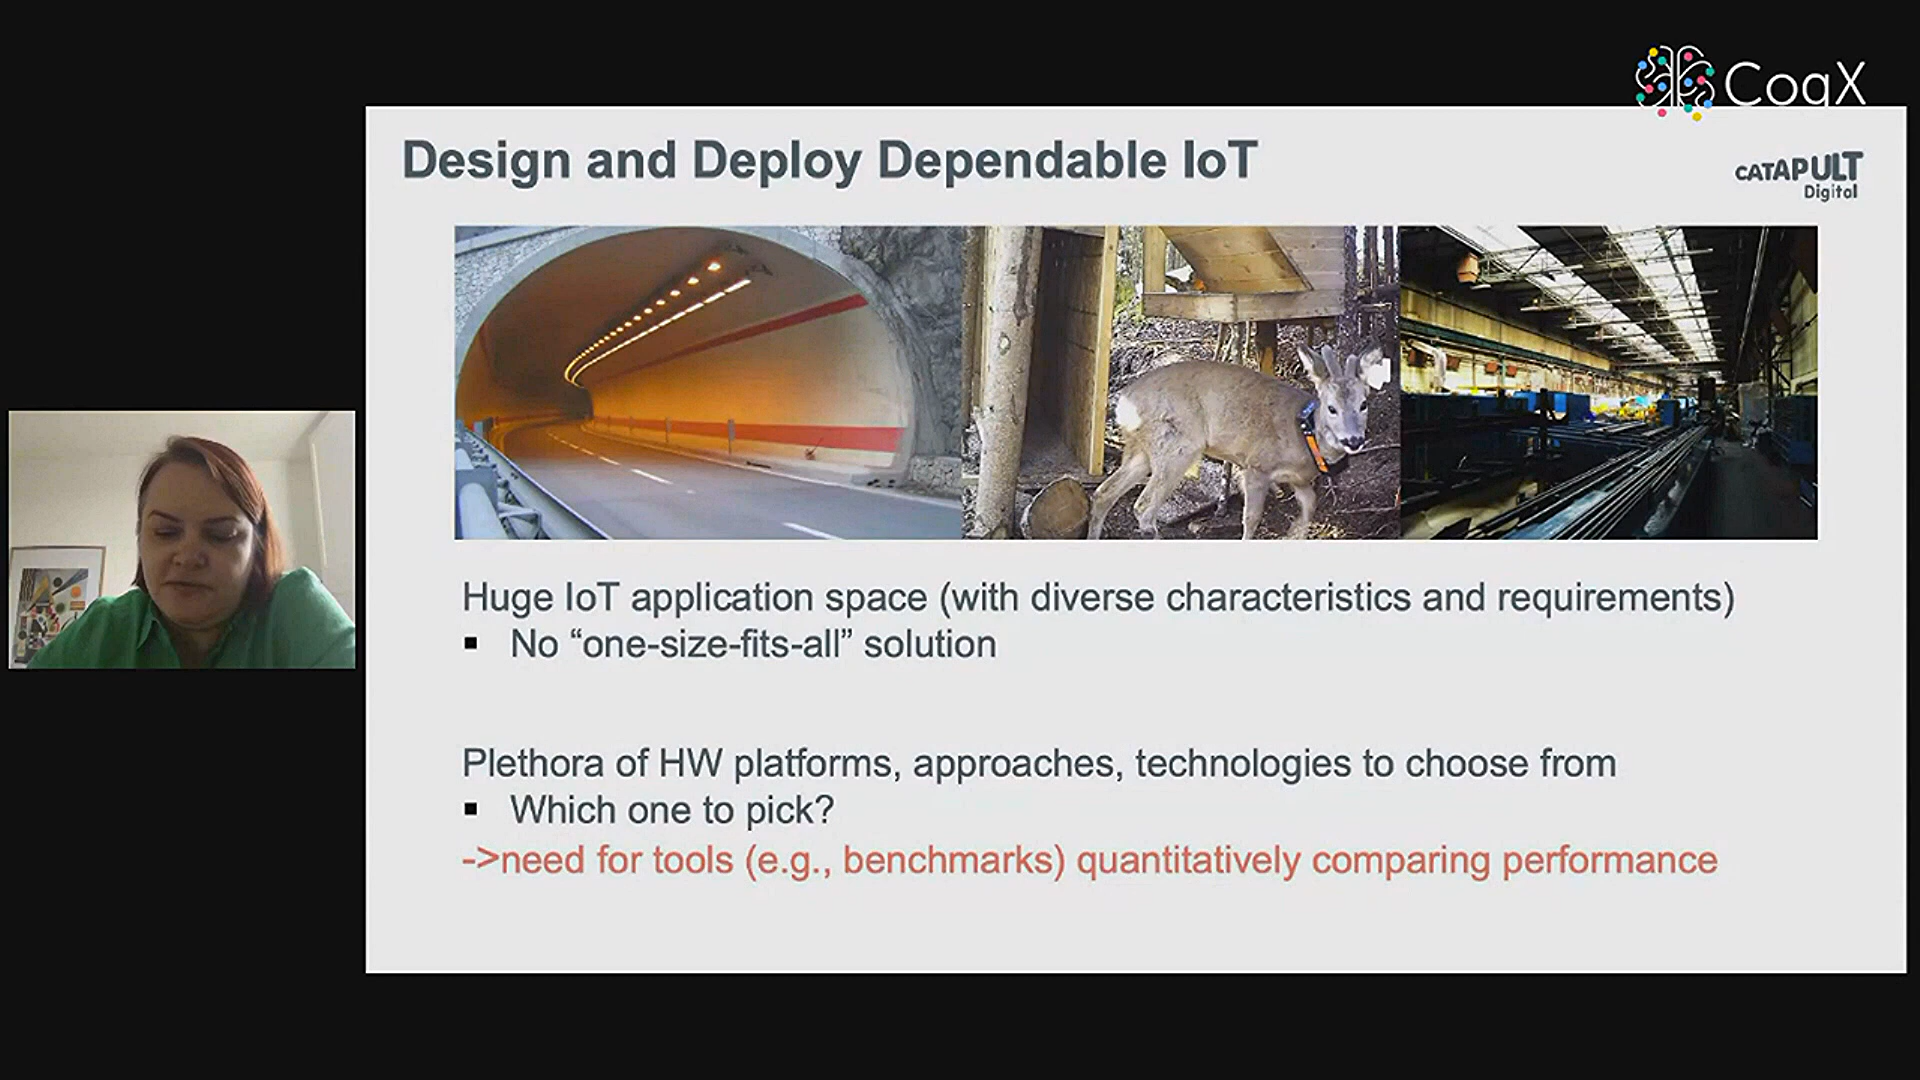 CogX
Design and Deploy Dependable IoT
CATAPULT
Digital
Huge IoT application space (with diverse characteristics and requirements)
▪ No “one-size-fits-all” solution
Plethora of HW platforms, approaches, technologies to choose from
▪ Which one to pick?
->need for tools (e.g., benchmarks) quantitatively comparing performance